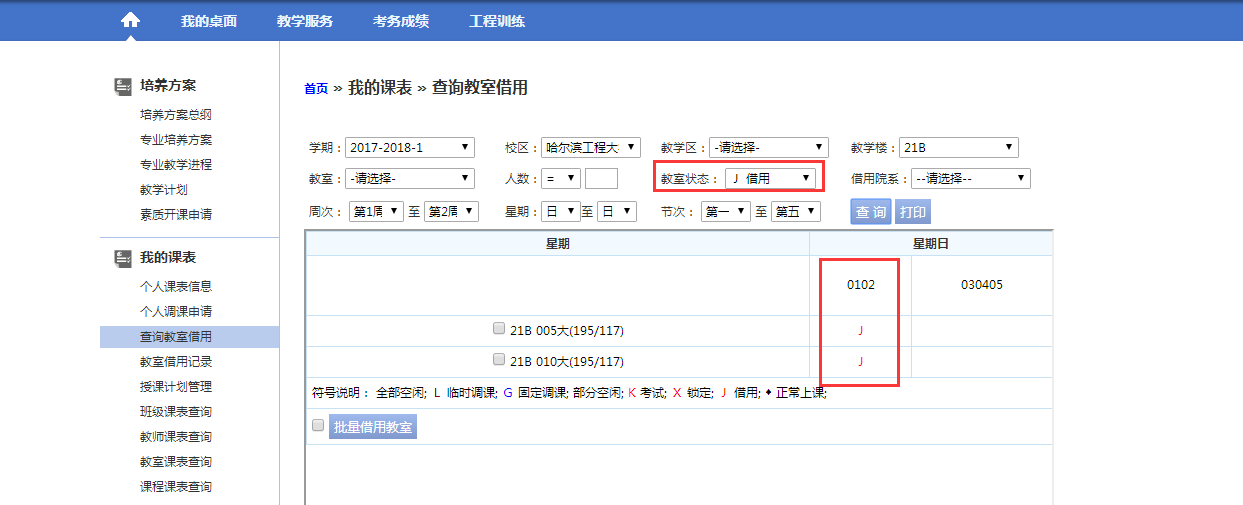 我的桌面 教学服务 考务成绩 工程训练
培养方案
培养方案总纲
专业培养方案
专业教学进程
教学计划
素质开课申请
我的课表
个人课表信息
个人调课申请
查询教室借用
教室借用记录
授课计划管理
班级课表查询
教师课表查询
教室课表查询
课程课表查询
首页 » 我的课表 » 查询教室借用
学期: 2017-2018-1 校区: 哈尔滨工程大 教学区: -请选择- 教学楼: 21B
教室: -请选择- 人数: = 教室状态: J 借用 借用院系: --请选择--
周次: 第1周 至 第2周 星期: 日 至 日 节次: 第一 至 第五 查询 打印
星期 星期日
0102 030405
21B 005大(195/117) J
21B 010大(195/117) J
符号说明: 全部空闲; L 临时调课; G 固定调课; 部分空闲; K 考试; X 锁定; J 借用; ♦ 正常上课;
批量借用教室